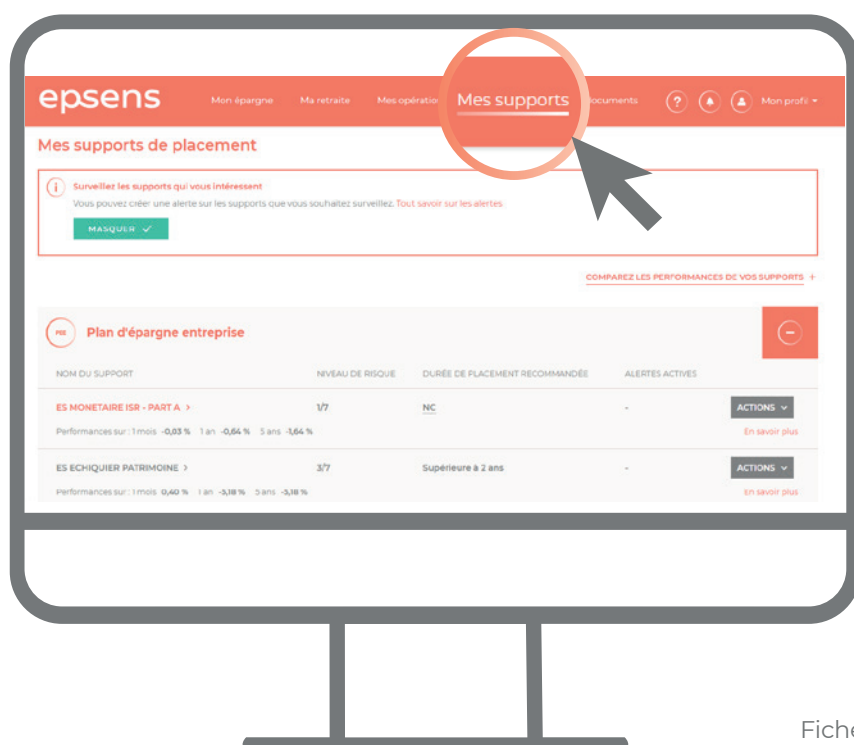 epsens
Mon épargne Ma retraite Mes opération Mes supports ocuments ? Mon profil
Mes supports de placement
i Surveillez les supports qui vous intéressent
Vous pouvez créer une alerte sur les supports que vous souhaitez surveillez. Tout savoir sur les alertes.
MASQUER
COMPAREZ LES PERFORMANCES DE VOS SUPPORTS +
PEE Plan d'épargne entreprise
NOM DU SUPPORT NIVEAU DE RISQUE DURÉE DE PLACEMENT RECOMMANDÉE ALERTES ACTIVES
ES MONETAIRE ISR - PART A > 1/7 NC - ACTIONS
Performances sur : 1 mois -0,03 % 1 an -0,64 % 5 ans -1,64 % En savoir plus
ES ECHIQUIER PATRIMOINE > 3/7 Supérieure à 2 ans - ACTIONS
Performances sur : 1 mois 0,40 % 1 an -3,18 % 5 ans -5,18 % En savoir plus
Fiche